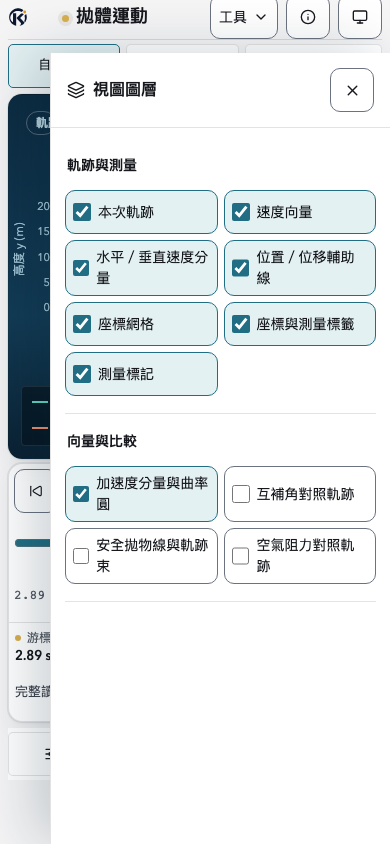 拋體運動
工具
自
視圖圖層
軌
高度 y (m)
20
15
10
5
0
軌跡與測量
本次軌跡
速度向量
水平 / 垂直速度分
量
位置 / 位移輔助
線
座標網格
座標與測量標籤
測量標記
向量與比較
加速度分量與曲率
圓
互補角對照軌跡
安全拋物線與軌跡
束
空氣阻力對照軌
跡
2.89
游標
2.89 s
完整讀